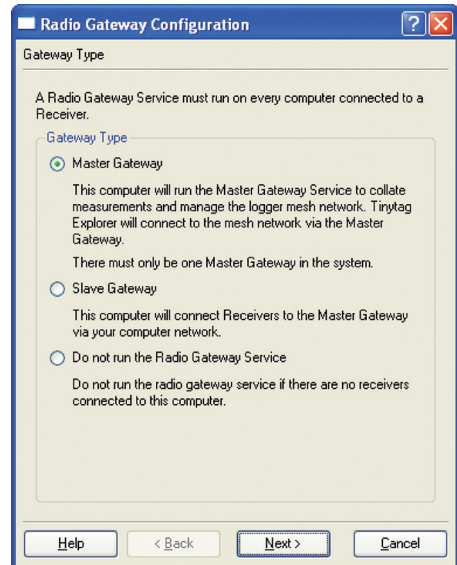 Radio Gateway Configuration
Gateway Type
A Radio Gateway Service must run on every computer connected to a
Receiver.
Gateway Type
Master Gateway
This computer will run the Master Gateway Service to collate
measurements and manage the logger mesh network. Tinytag
Explorer will connect to the mesh network via the Master
Gateway.
There must only be one Master Gateway in the system.
Slave Gateway
This computer will connect Receivers to the Master Gateway
via your computer network.
Do not run the Radio Gateway Service
Do not run the radio gateway service if there are no receivers
connected to this computer.
Help < Back Next > Cancel